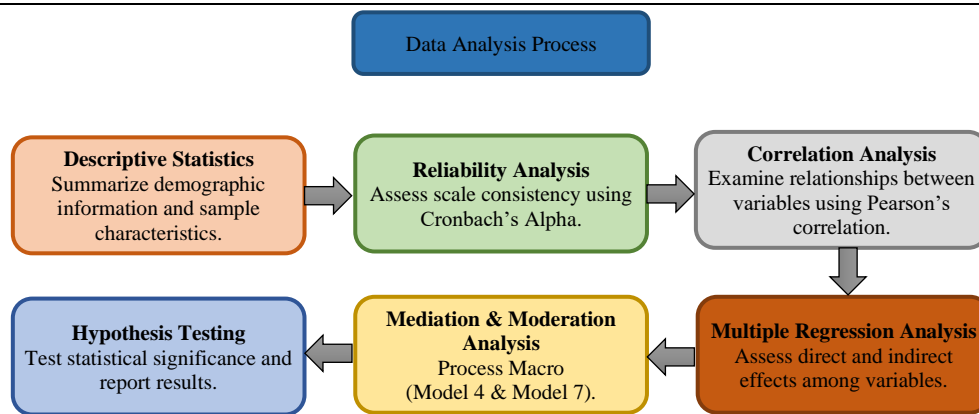 Data Analysis Process
Descriptive Statistics
Summarize demographic
information and sample
characteristics.
Reliability Analysis
Assess scale consistency using
Cronbach’s Alpha.
Correlation Analysis
Examine relationships between
variables using Pearson’s
correlation.
Multiple Regression Analysis
Assess direct and indirect
effects among variables.
Mediation & Moderation
Analysis
Process Macro
(Model 4 & Model 7).
Hypothesis Testing
Test statistical significance and
report results.